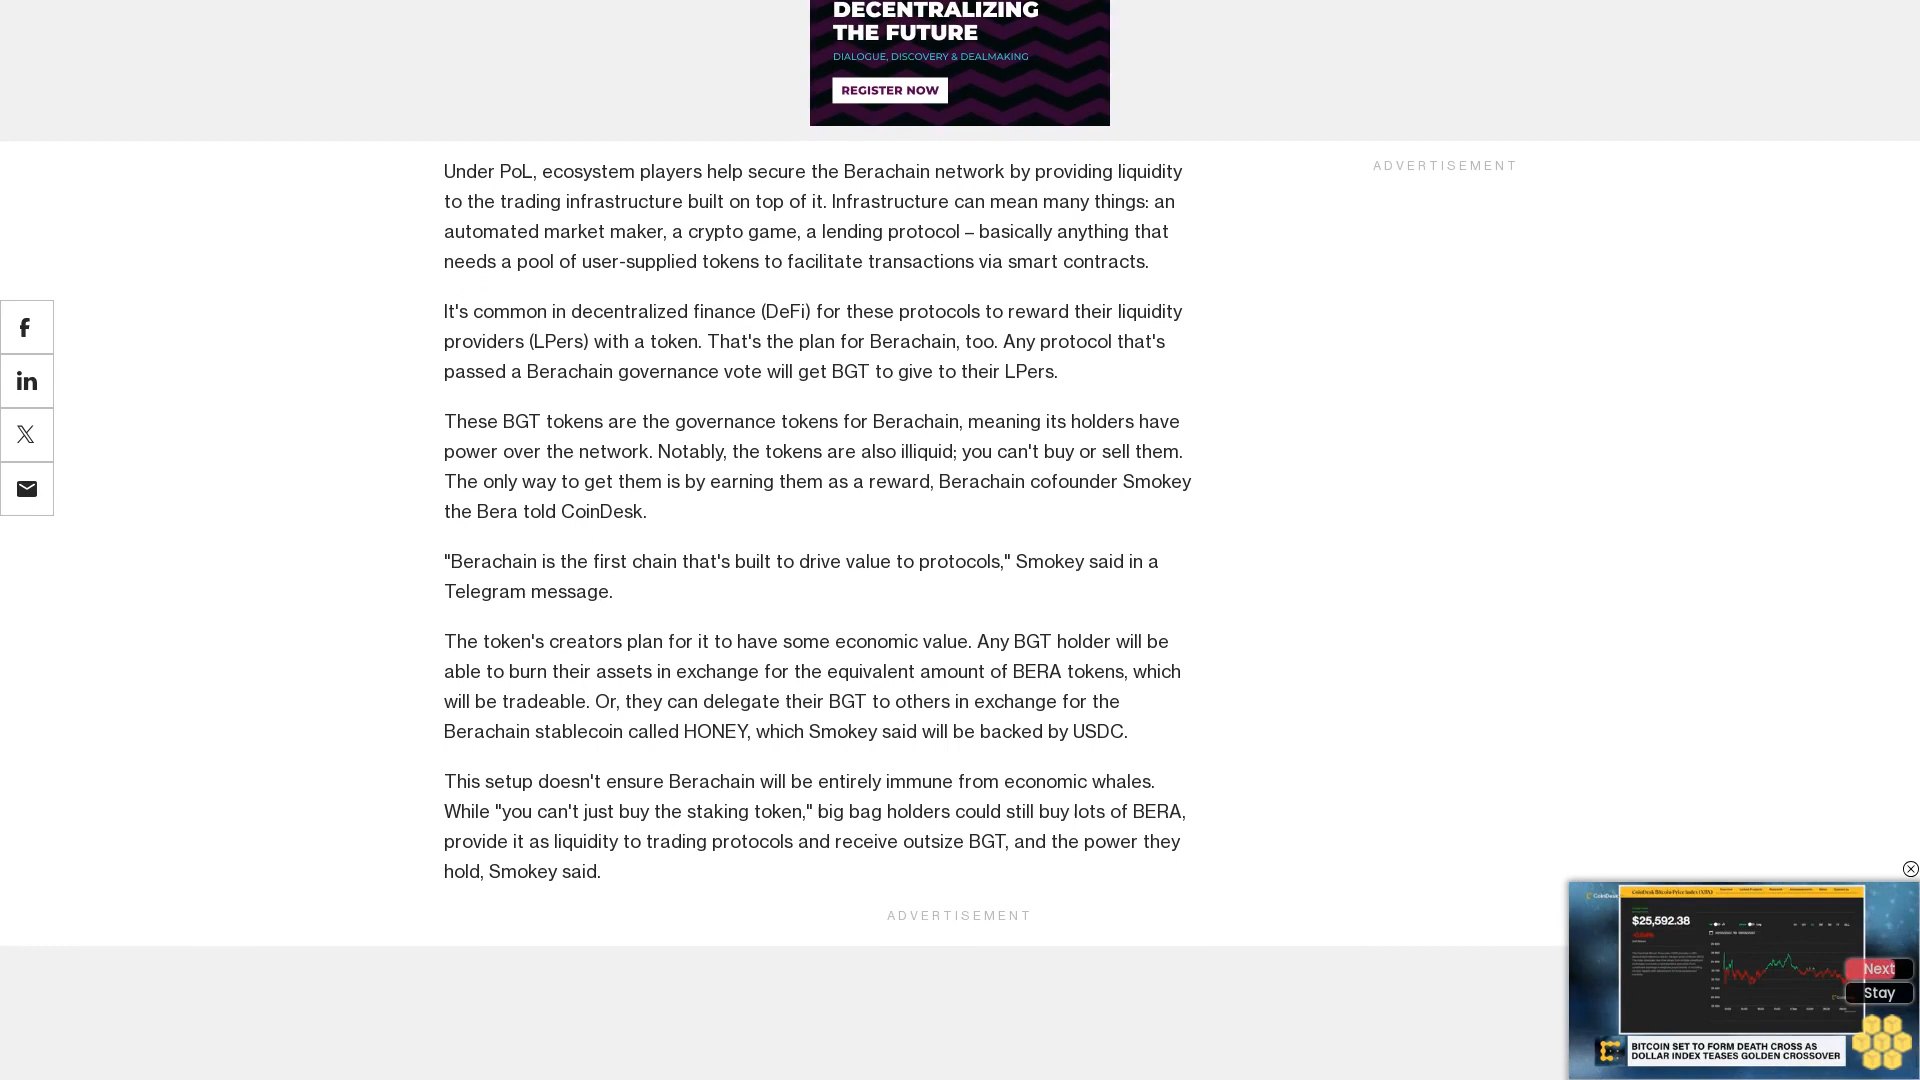 DECENTRALIZING
THE FUTURE
DIALOGUE, DISCOVERY & DEALMAKING
REGISTER NOW
ADVERTISEMENT
Under PoL, ecosystem players help secure the Berachain network by providing liquidity
to the trading infrastructure built on top of it. Infrastructure can mean many things: an
automated market maker, a crypto game, a lending protocol – basically anything that
needs a pool of user-supplied tokens to facilitate transactions via smart contracts.
It's common in decentralized finance (DeFi) for these protocols to reward their liquidity
providers (LPers) with a token. That's the plan for Berachain, too. Any protocol that's
passed a Berachain governance vote will get BGT to give to their LPers.
These BGT tokens are the governance tokens for Berachain, meaning its holders have
power over the network. Notably, the tokens are also illiquid; you can't buy or sell them.
The only way to get them is by earning them as a reward, Berachain cofounder Smokey
the Bera told CoinDesk.
"Berachain is the first chain that's built to drive value to protocols," Smokey said in a
Telegram message.
The token's creators plan for it to have some economic value. Any BGT holder will be
able to burn their assets in exchange for the equivalent amount of BERA tokens, which
will be tradeable. Or, they can delegate their BGT to others in exchange for the
Berachain stablecoin called HONEY, which Smokey said will be backed by USDC.
This setup doesn't ensure Berachain will be entirely immune from economic whales.
While "you can't just buy the staking token," big bag holders could still buy lots of BERA,
provide it as liquidity to trading protocols and receive outsize BGT, and the power they
hold, Smokey said.
ADVERTISEMENT
CoinDesk Bitcoin Price Index (XBX)
$25,592.38
Next
Stay
BITCOIN SET TO FORM DEATH CROSS AS
DOLLAR INDEX TEASES GOLDEN CROSSOVER